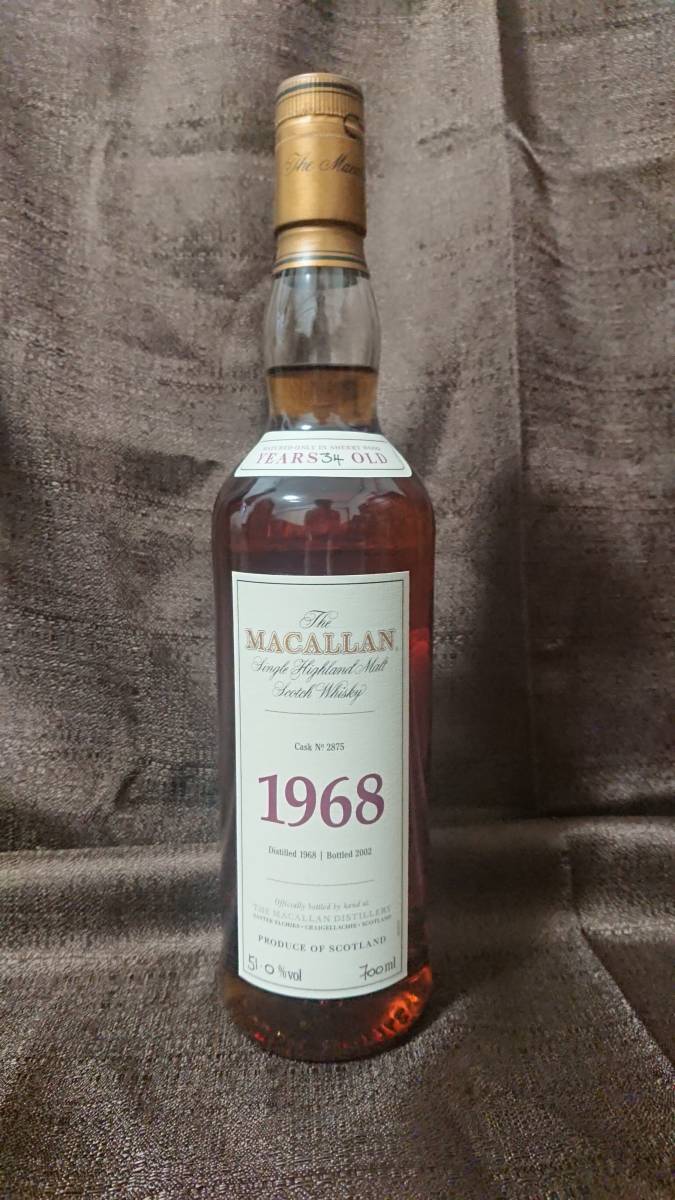 The Maca
MATURED ONLY IN SHERRY WOOD
YEARS 34 OLD
The
MACALLAN
Single Highland Malt
Scotch Whisky
Cask Nº 2875
1968
Distilled 1968 | Bottled 2002
Officially bottled by hand at
THE MACALLAN DISTILLERY
EASTER ELCHIES · CRAIGELLACHIE · SCOTLAND
PRODUCE OF SCOTLAND
51.0 %vol 700ml